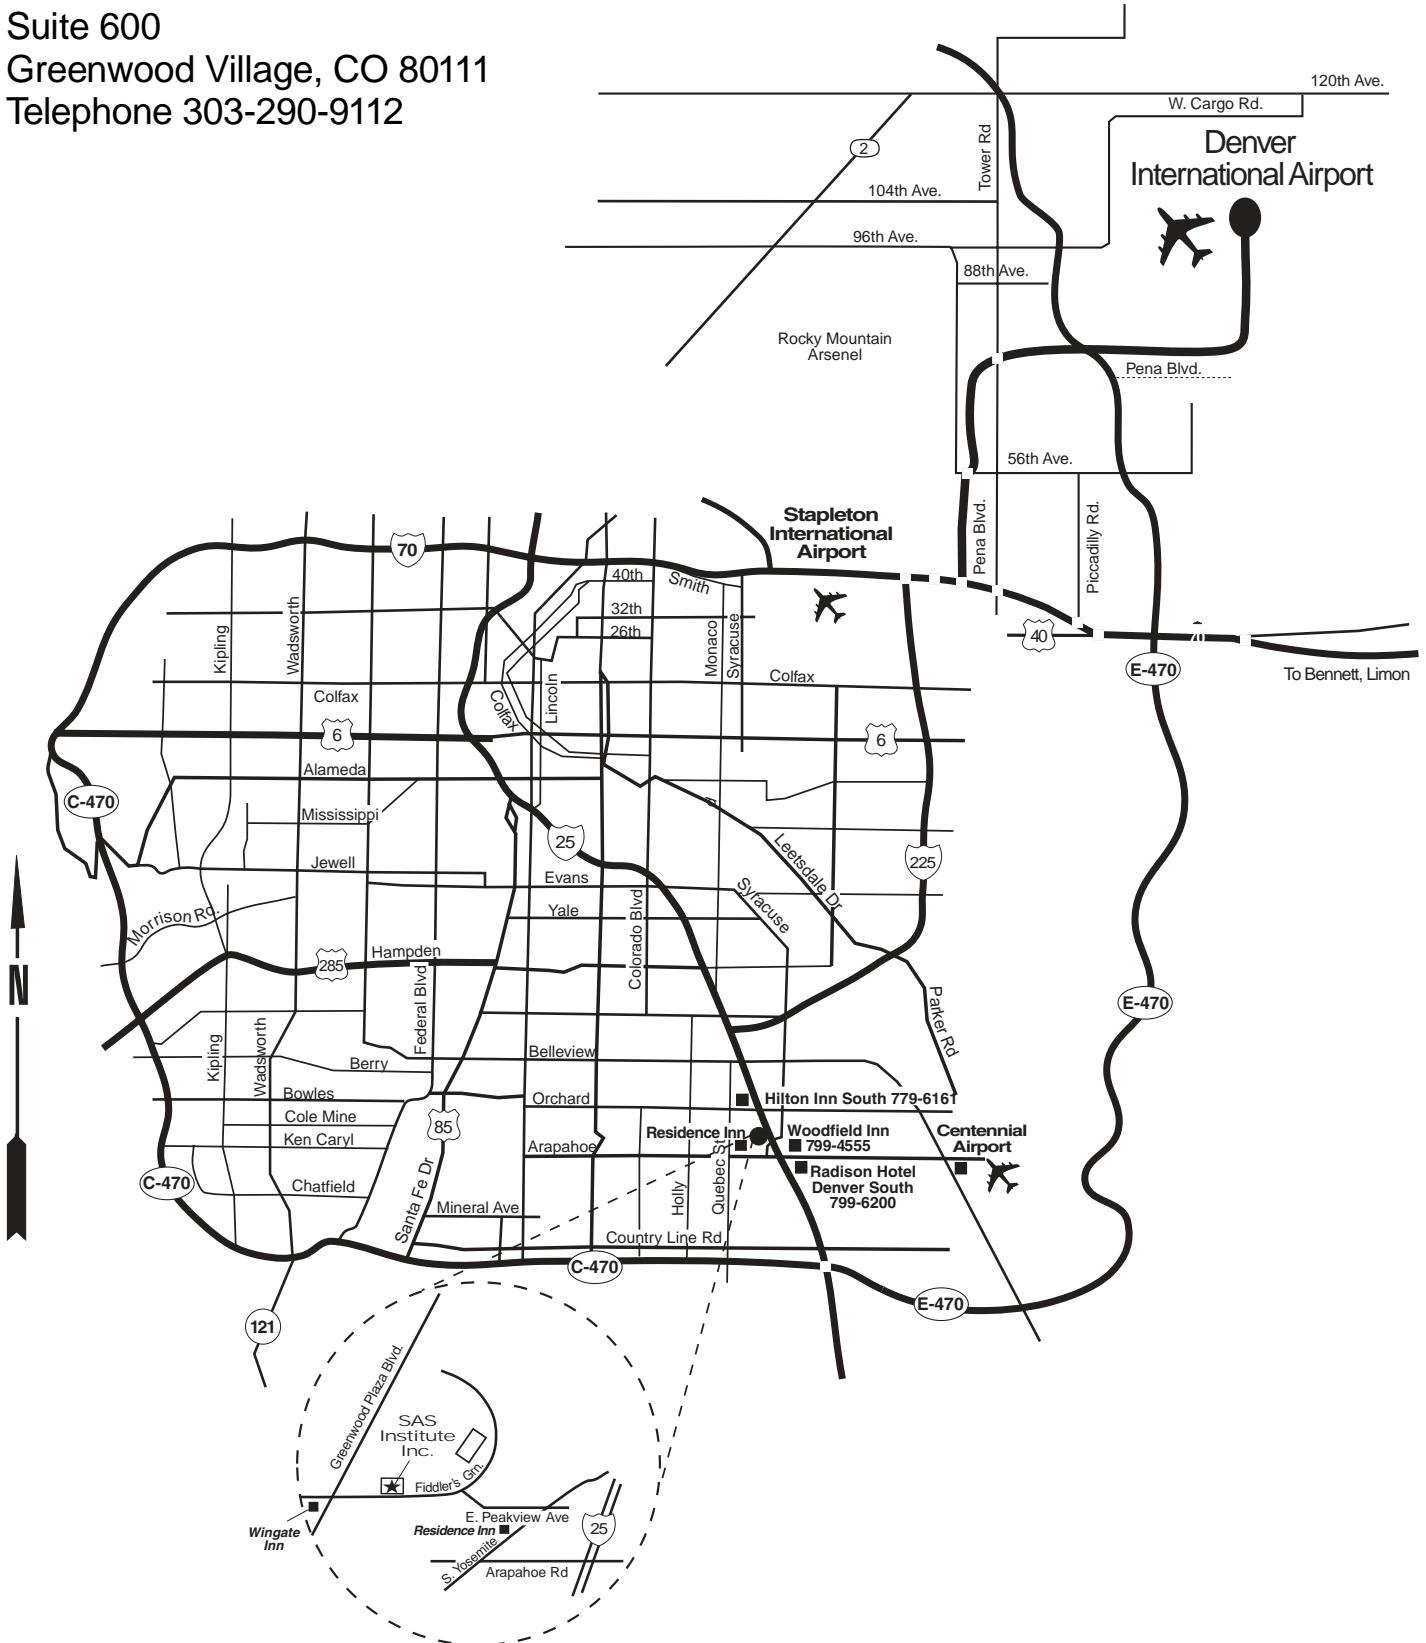 Suite 600
Greenwood Village, CO 80111
Telephone 303-290-9112
120th Ave.
W. Cargo Rd.
Denver
International Airport
2
Tower Rd
104th Ave.
96th Ave.
88th Ave.
Rocky Mountain
Arsenel
Pena Blvd.
56th Ave.
Pena Blvd.
Piccadilly Rd.
Stapleton
International
Airport
70
40th
Smith
32th
26th
Kipling
Wadsworth
Monaco
Syracuse
40
70
E-470
To Bennett, Limon
Colfax
Colfax
Colfax
Lincoln
6
6
Alameda
C-470
Mississippi
25
Jewell
Evans
Leetsdale Dr
225
Syracuse
Yale
Colorado Blvd
Morrison Rd.
Hampden
285
Federal Blvd
N
E-470
Parker Rd
Kipling
Wadsworth
Belleview
Berry
Bowles
Orchard
Hilton Inn South 779-6161
Cole Mine
85
Ken Caryl
Residence Inn
Woodfield Inn
799-4555
Centennial
Airport
Arapahoe
Quebec St
Radison Hotel
Denver South
799-6200
C-470
Chatfield
Santa Fe Dr
Mineral Ave
Holly
Country Line Rd
C-470
E-470
121
Greenwood Plaza Blvd.
SAS
Institute
Inc.
Fiddler's Grn.
E. Peakview Ave
Wingate
Inn
Residence Inn
25
S. Yosemite
Arapahoe Rd